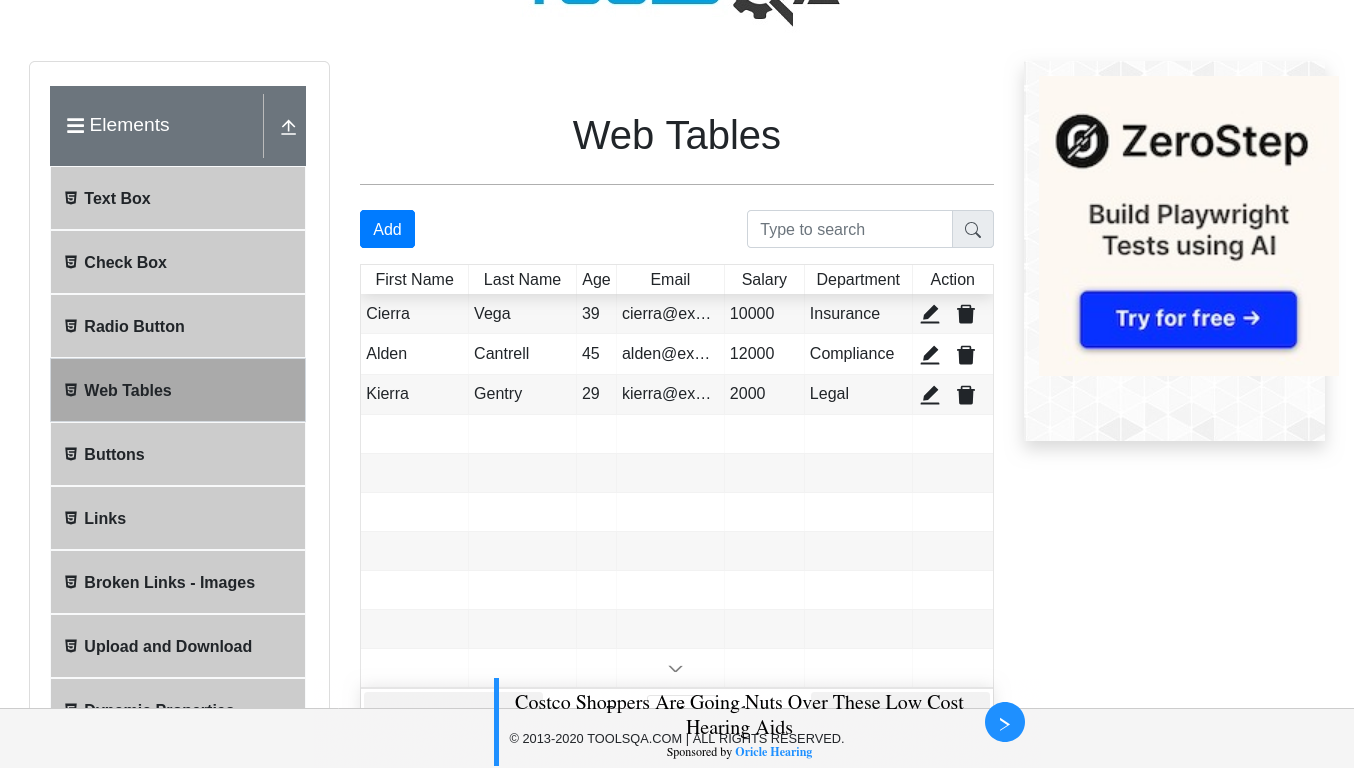 Elements
Text Box
Check Box
Radio Button
Web Tables
Buttons
Links
Broken Links - Images
Upload and Download
Web Tables
Add
Type to search
First Name Last Name Age Email Salary Department Action
Cierra Vega 39 cierra@ex… 10000 Insurance
Alden Cantrell 45 alden@ex… 12000 Compliance
Kierra Gentry 29 kierra@ex… 2000 Legal
ZeroStep
Build Playwright
Tests using AI
Try for free →
Costco Shoppers Are Going Nuts Over These Low Cost
Hearing Aids
© 2013-2020 TOOLSQA.COM | ALL RIGHTS RESERVED.
Sponsored by Oricle Hearing